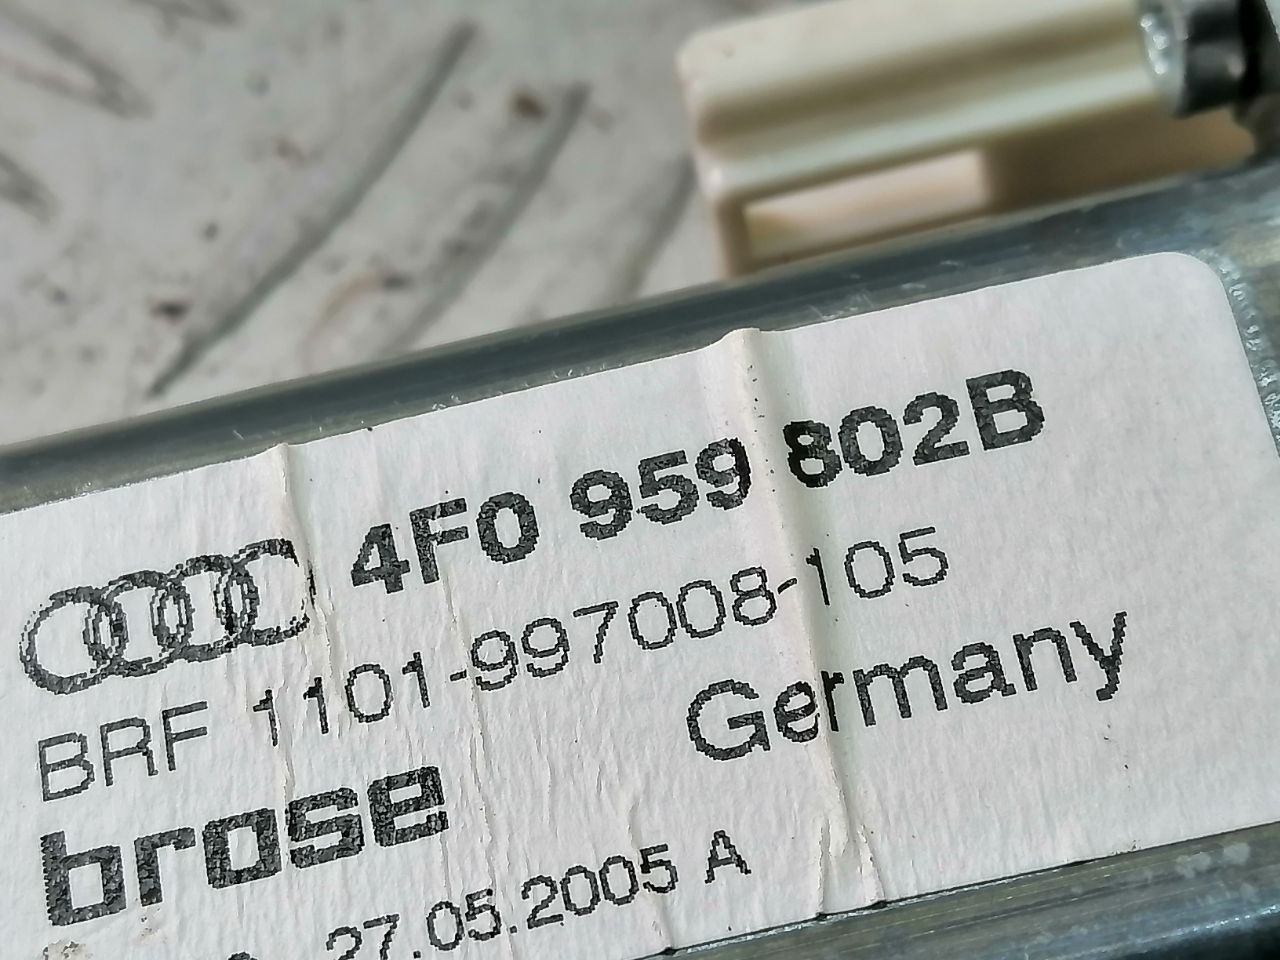 4F0 959 802B
BRF 1101-997008-105
Germany
brose
27.05.2005 A